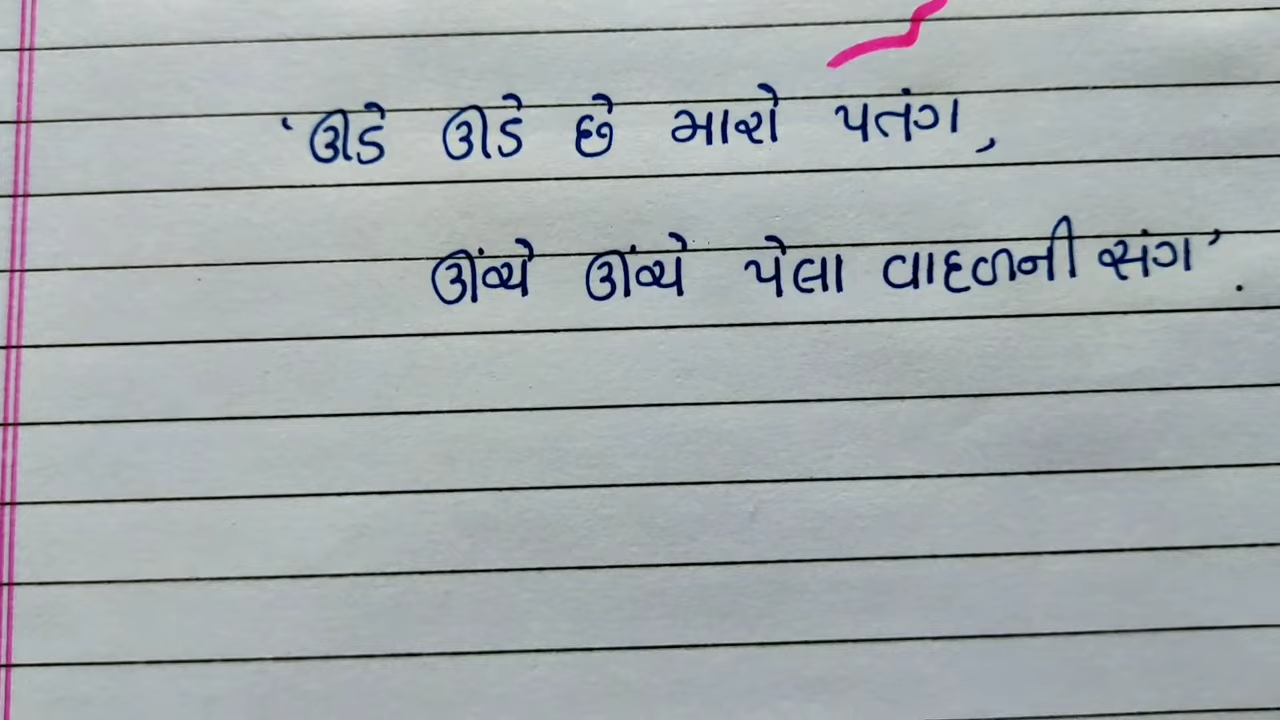 ‘ઊડે ઊડે છે મારો પતંગ,
ઊંચે ઊંચે પેલા વાદળની સંગ’.